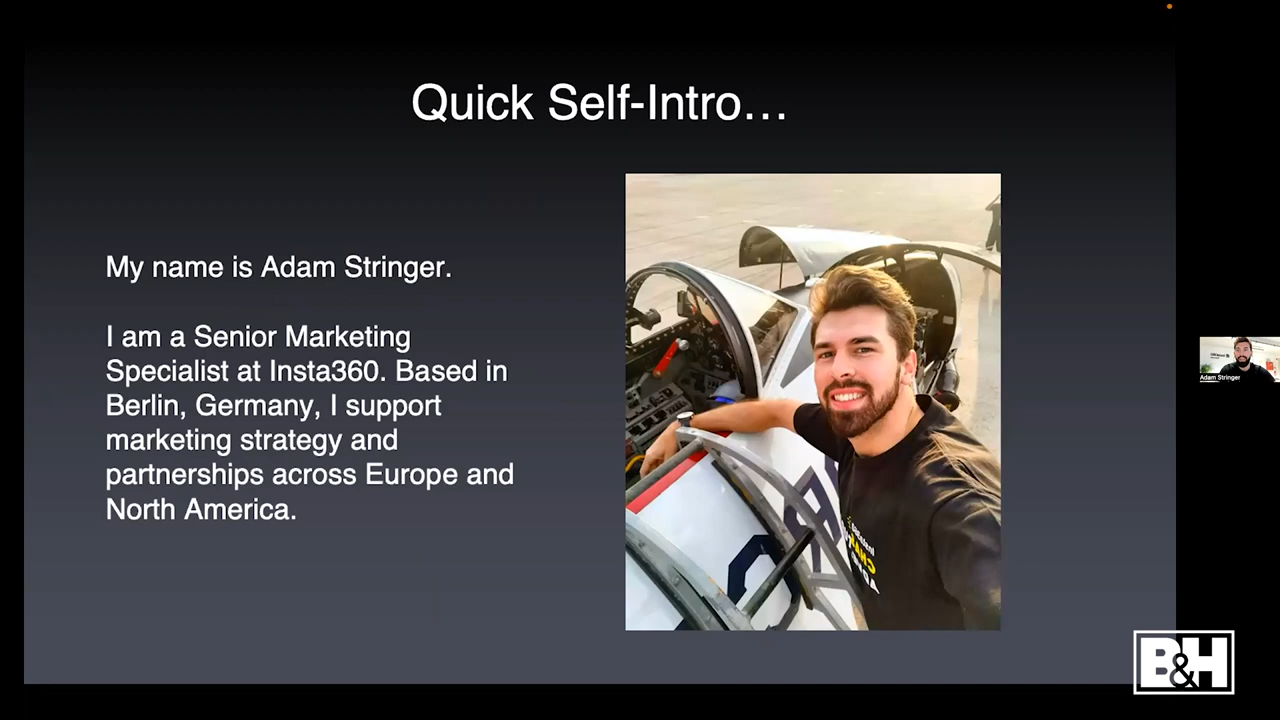 Quick Self-Intro…
My name is Adam Stringer.
I am a Senior Marketing
Specialist at Insta360. Based in
Berlin, Germany, I support
marketing strategy and
partnerships across Europe and
North America.
Adam Stringer
B&H